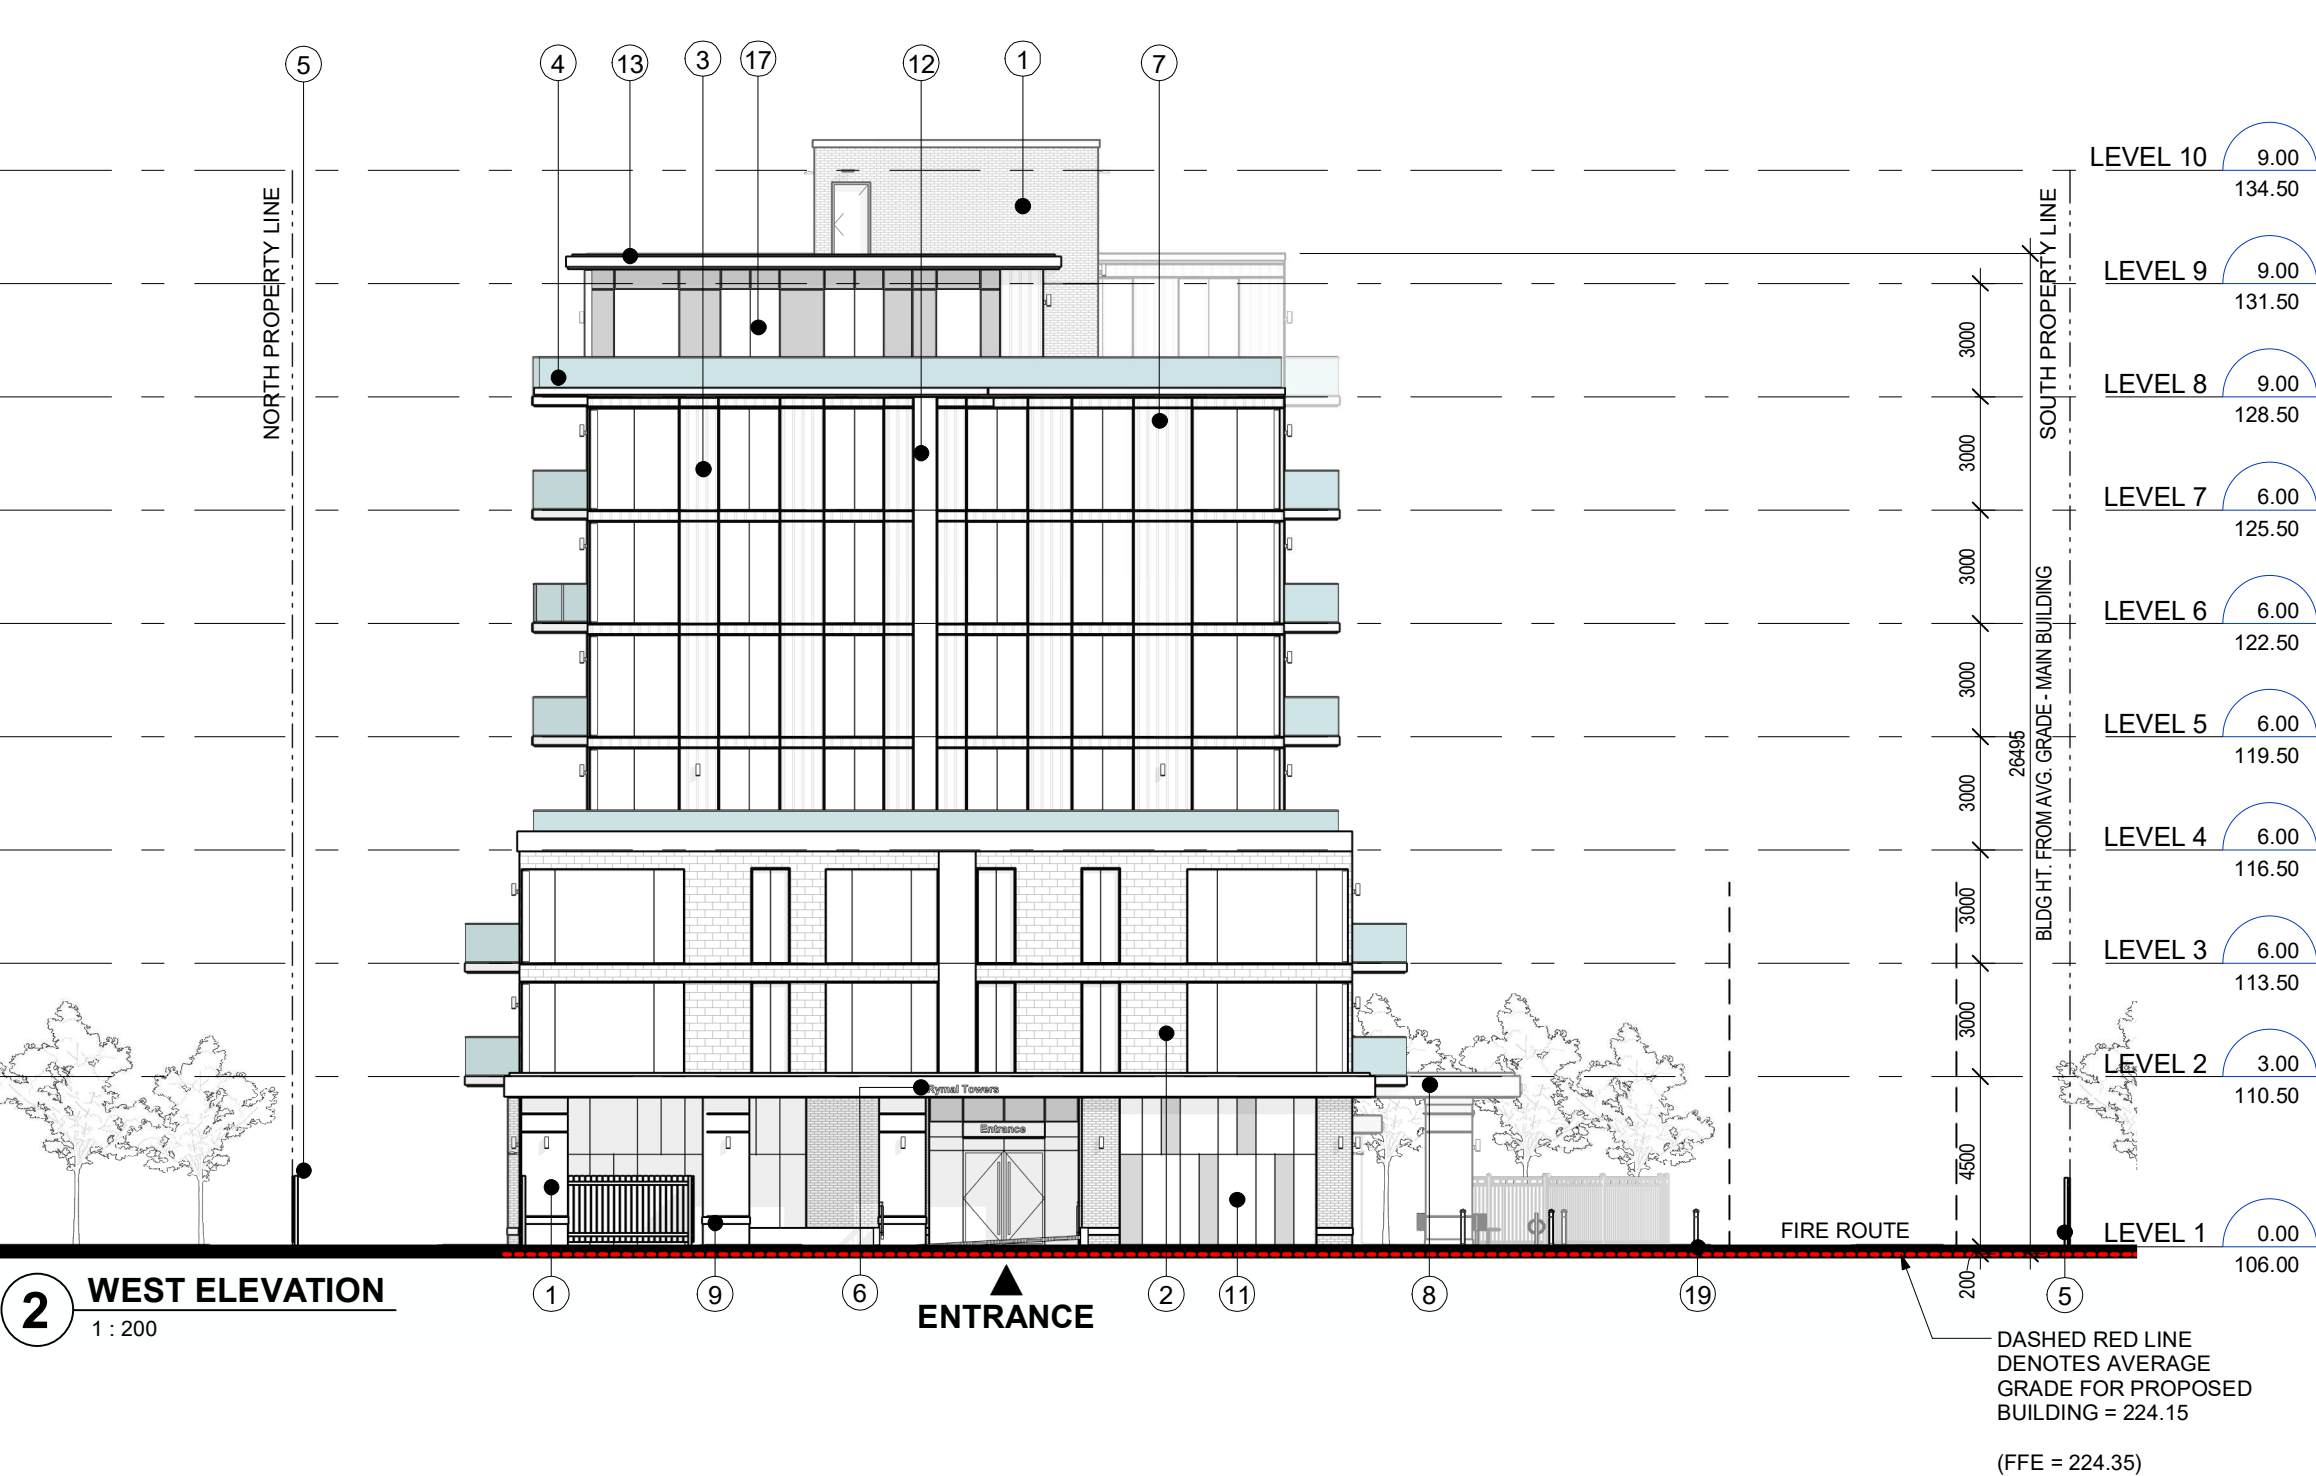 5
4
13
3
17
12
1
7
NORTH PROPERTY LINE
SOUTH PROPERTY LINE
LEVEL 10
9.00
134.50
LEVEL 9
9.00
131.50
3000
LEVEL 8
9.00
128.50
3000
LEVEL 7
6.00
125.50
3000
LEVEL 6
6.00
122.50
3000
LEVEL 5
6.00
119.50
3000
LEVEL 4
6.00
116.50
3000
LEVEL 3
6.00
113.50
3000
LEVEL 2
3.00
110.50
4500
LEVEL 1
0.00
106.00
200
26495
BLDG HT. FROM AVG. GRADE - MAIN BUILDING
Rymal Towers
Entrance
FIRE ROUTE
1
9
6
ENTRANCE
2
11
8
19
5
2
WEST ELEVATION
1 : 200
DASHED RED LINE
DENOTES AVERAGE
GRADE FOR PROPOSED
BUILDING = 224.15
(FFE = 224.35)